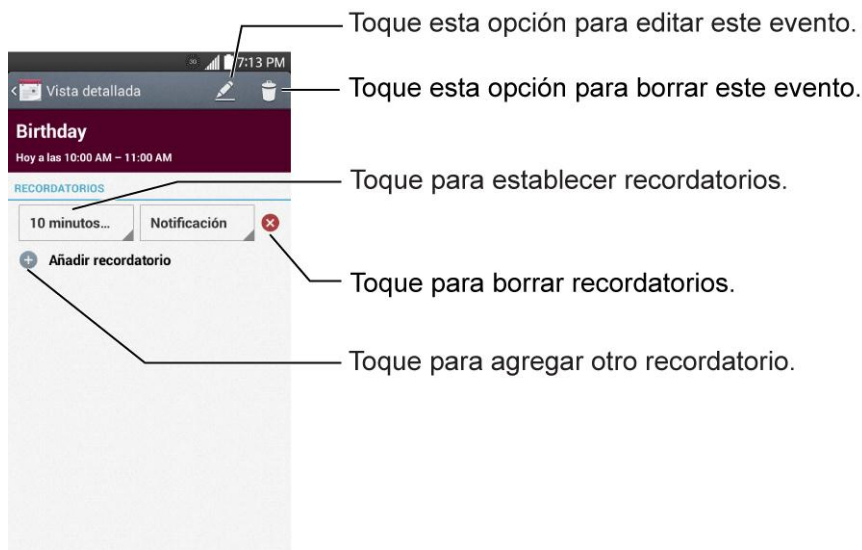 Toque esta opción para editar este evento.
7:13 PM
Vista detallada
Toque esta opción para borrar este evento.
Birthday
Hoy a las 10:00 AM – 11:00 AM
RECORDATORIOS
Toque para establecer recordatorios.
10 minutos... Notificación
Añadir recordatorio
Toque para borrar recordatorios.
Toque para agregar otro recordatorio.